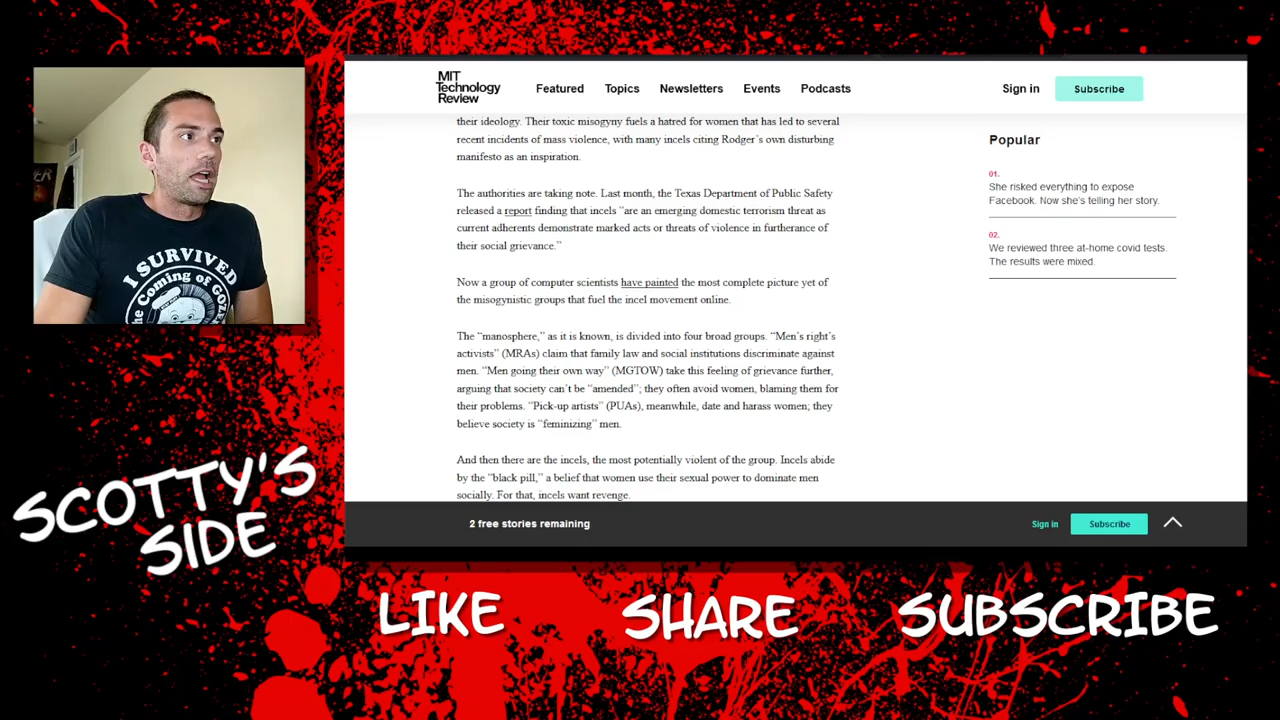 MIT
Technology
Review
Featured
Topics
Newsletters
Events
Podcasts
Sign in
Subscribe
their ideology. Their toxic misogyny fuels a hatred for women that has led to several
recent incidents of mass violence, with many incels citing Rodger's own disturbing
manifesto as an inspiration.
The authorities are taking note. Last month, the Texas Department of Public Safety
released a report finding that incels “are an emerging domestic terrorism threat as
current adherents demonstrate marked acts or threats of violence in furtherance of
their social grievance.”
Now a group of computer scientists have painted the most complete picture yet of
the misogynistic groups that fuel the incel movement online.
The “manosphere,” as it is known, is divided into four broad groups. “Men's right's
activists” (MRAs) claim that family law and social institutions discriminate against
men. “Men going their own way” (MGTOW) take this feeling of grievance further,
arguing that society can't be “amended”; they often avoid women, blaming them for
their problems. “Pick-up artists” (PUAs), meanwhile, date and harass women; they
believe society is “feminizing” men.
And then there are the incels, the most potentially violent of the group. Incels abide
by the “black pill,” a belief that women use their sexual power to dominate men
socially. For that, incels want revenge.
Popular
01.
She risked everything to expose
Facebook. Now she's telling her story.
02.
We reviewed three at-home covid tests.
The results were mixed.
2 free stories remaining
Sign in
Subscribe
I SURVIVED
Coming of
SCOTTY'S
SIDE
LIKE
SHARE
SUBSCRIBE